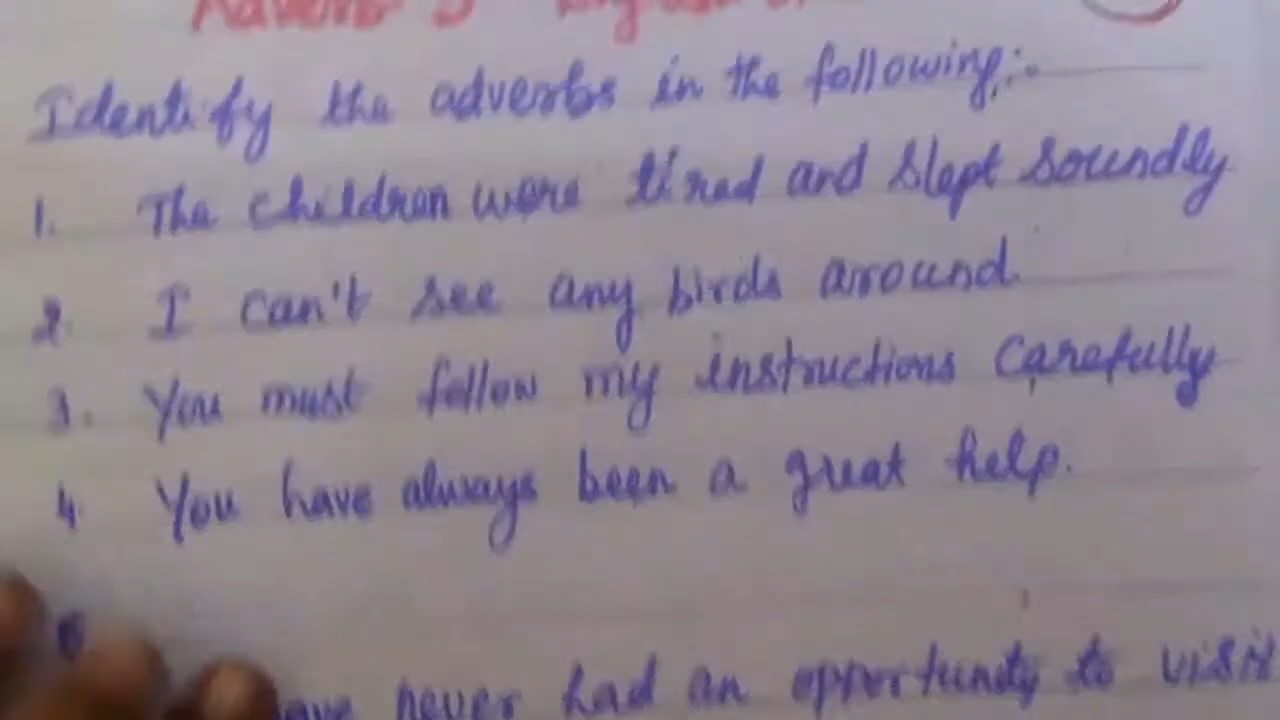 Identify the adverbs in the following:-
1. The children were tired and slept soundly
2. I can't see any birds around.
3. You must follow my instructions carefully
4. You have always been a great help.
never had an opportunity to visit